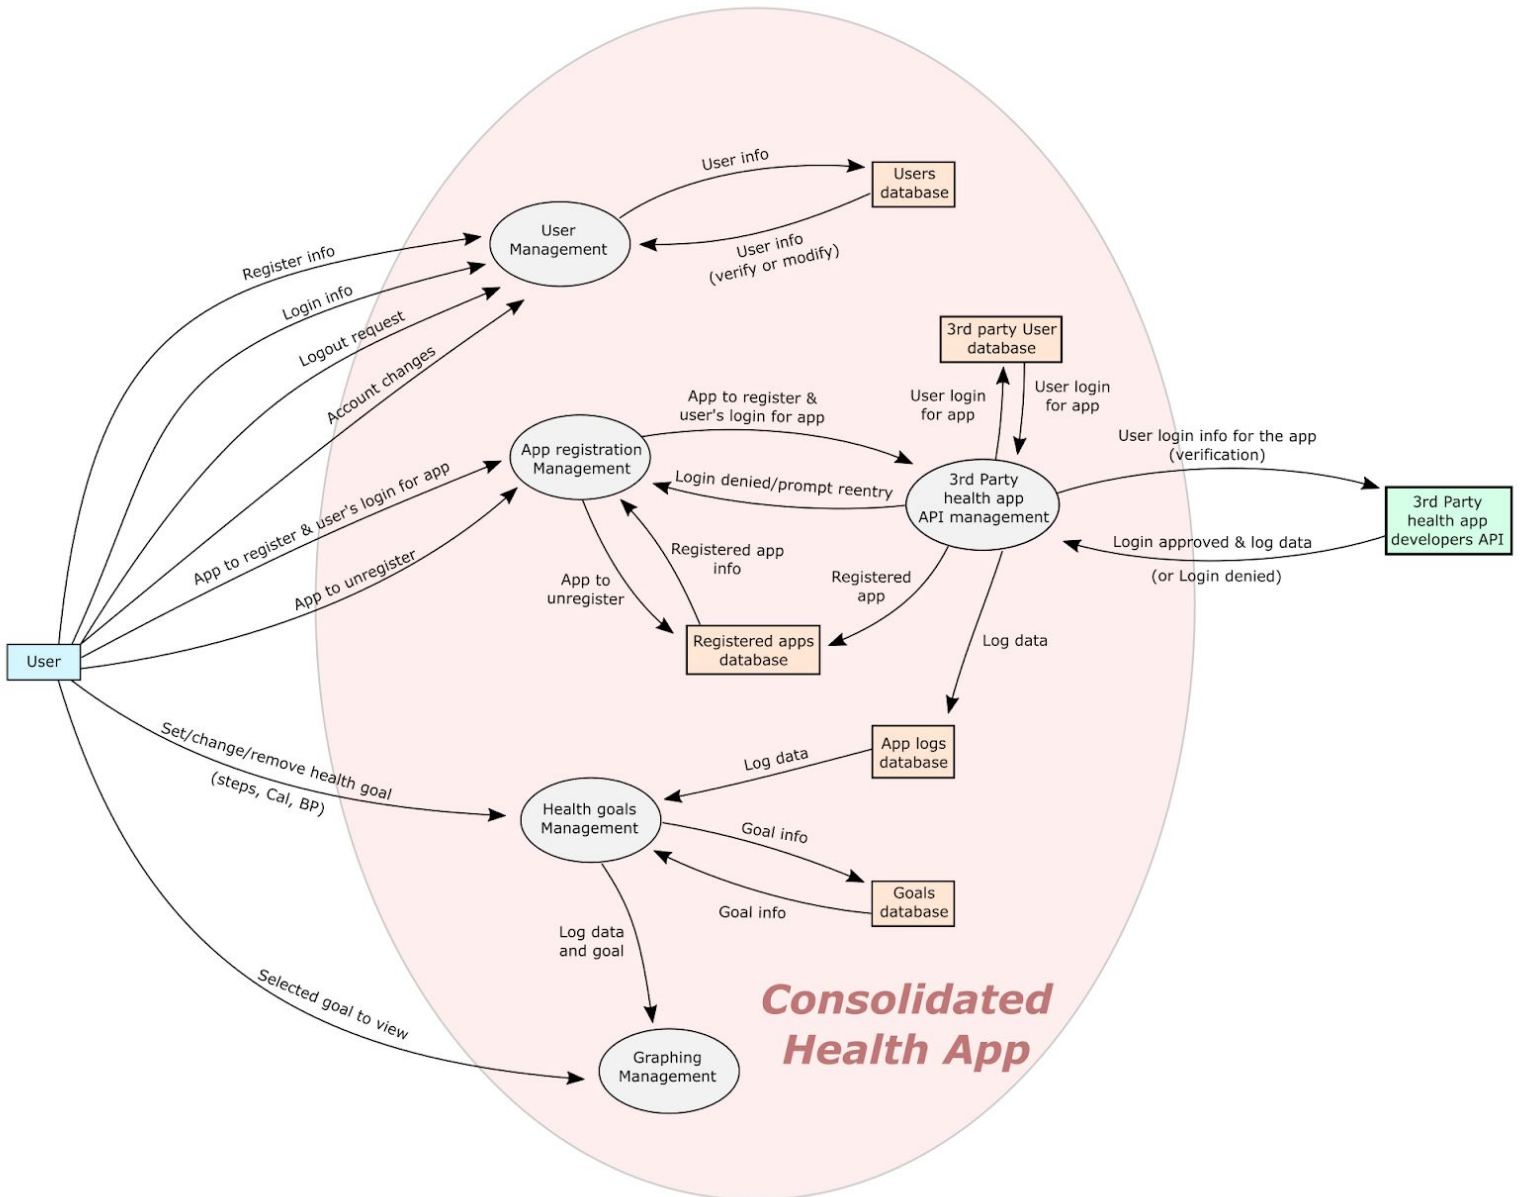 User info
Users
database
User
Management
User info
(verify or modify)
Register info
Login info
Logout request
Account changes
3rd party User
database
User login
for app
User login
for app
App to register &
user's login for app
App registration
Management
Login denied/prompt reentry
3rd Party
health app
API management
User login info for the app
(verification)
3rd Party
health app
developers API
Login approved & log data
(or Login denied)
App to register & user's login for app
App to unregister
App to
unregister
Registered app
info
Registered
app
Registered apps
database
Log data
User
Set/change/remove health goal
(steps, Cal, BP)
App logs
database
Log data
Health goals
Management
Goal info
Goals
database
Goal info
Log data
and goal
Selected goal to view
Graphing
Management
Consolidated
Health App